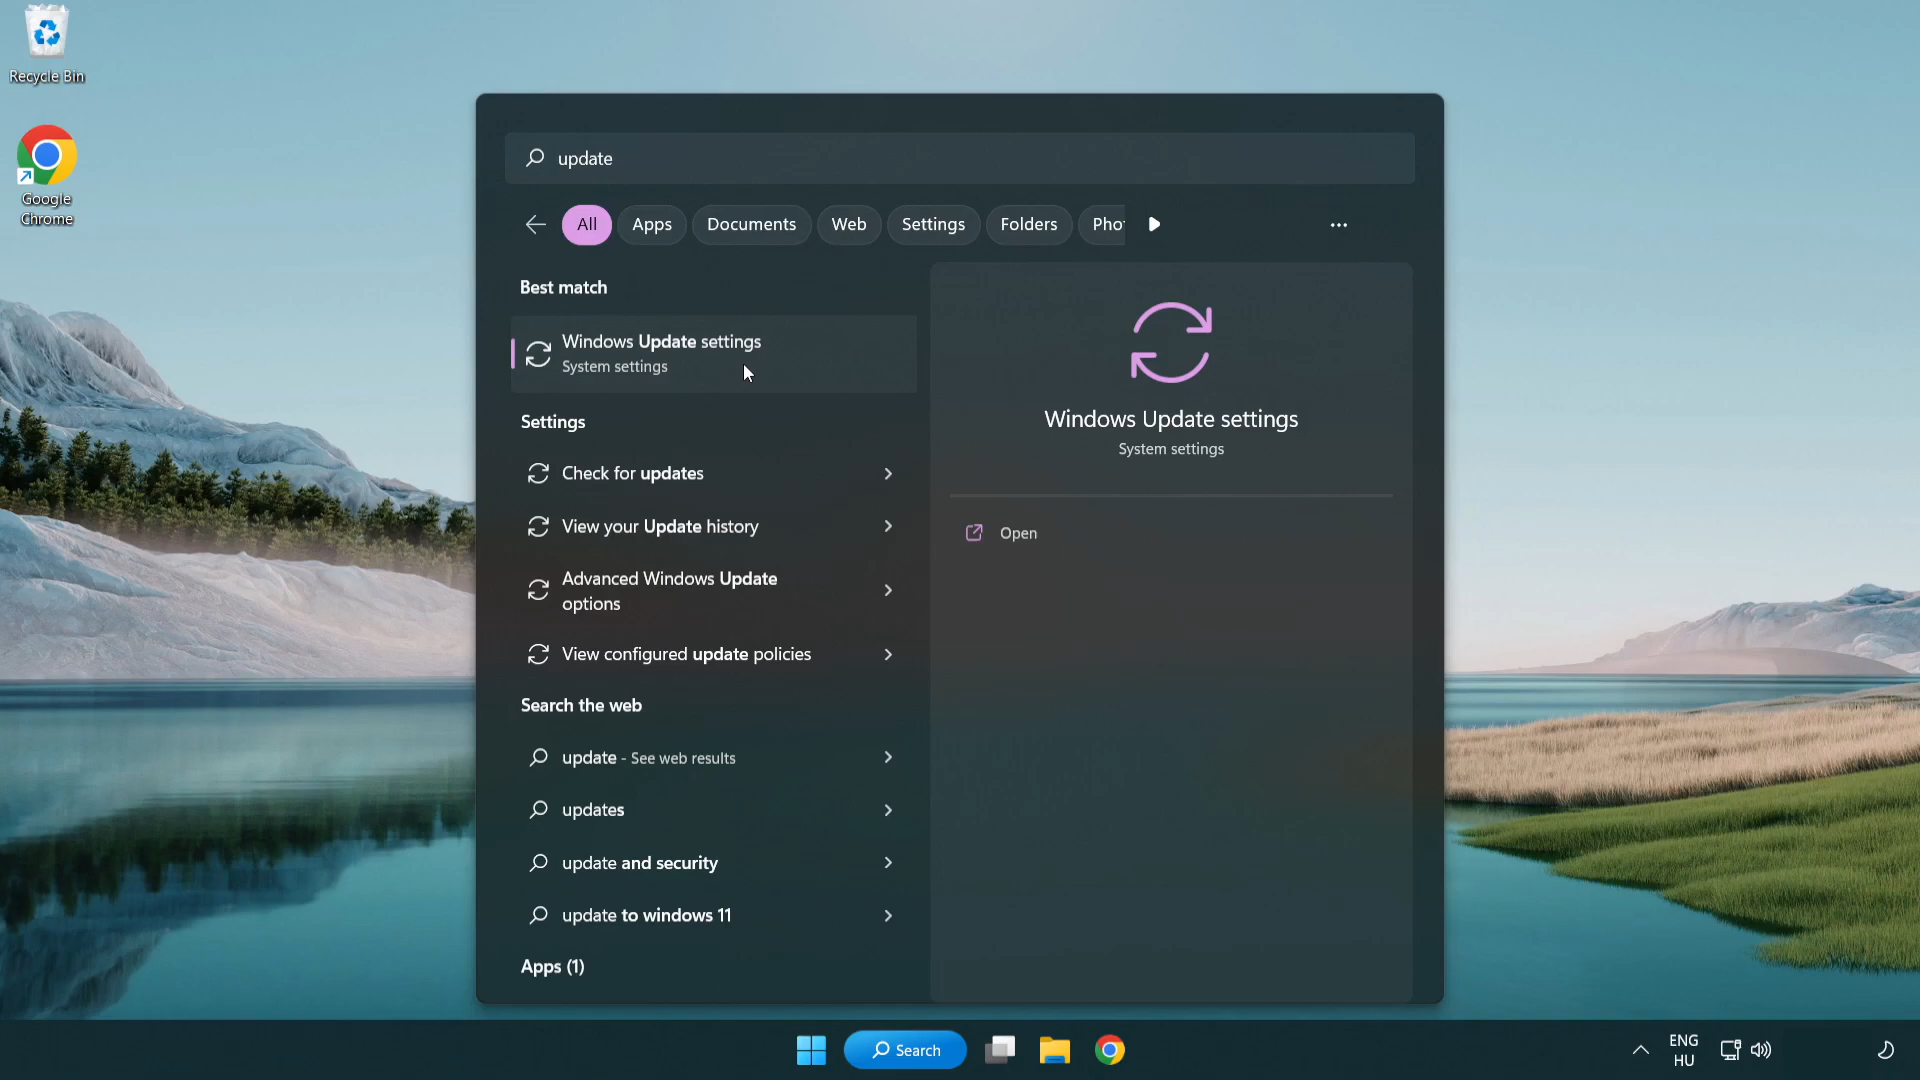 Recycle Bin
Google
Chrome
update
All
Apps
Documents
Web
Settings
Folders
Pho
Best match
Windows Update settings
System settings
Settings
Check for updates
View your Update history
Advanced Windows Update
options
View configured update policies
Search the web
update - See web results
updates
update and security
update to windows 11
Apps (1)
Windows Update settings
System settings
Open
Search
ENG
HU